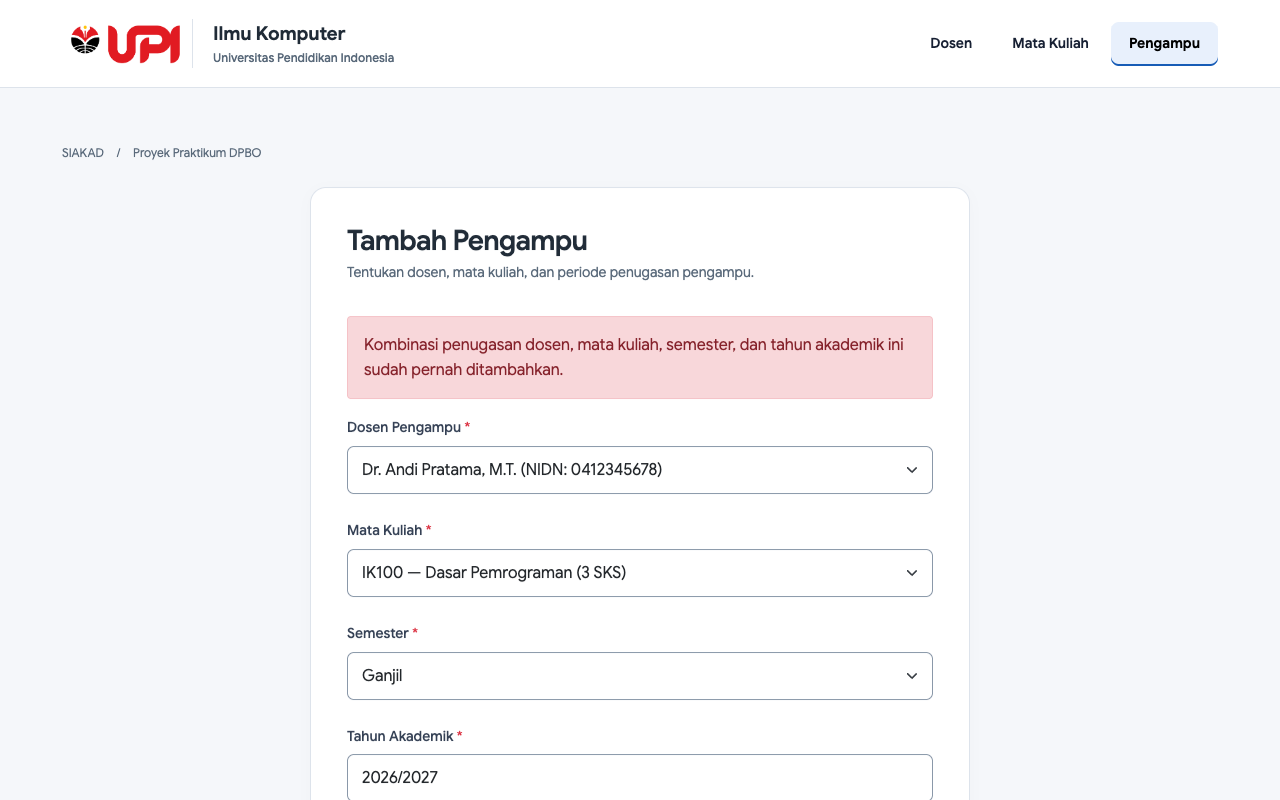 UPI
Ilmu Komputer
Universitas Pendidikan Indonesia
Dosen
Mata Kuliah
Pengampu
SIAKAD / Proyek Praktikum DPBO
Tambah Pengampu
Tentukan dosen, mata kuliah, dan periode penugasan pengampu.
Kombinasi penugasan dosen, mata kuliah, semester, dan tahun akademik ini
sudah pernah ditambahkan.
Dosen Pengampu *
Dr. Andi Pratama, M.T. (NIDN: 0412345678)
Mata Kuliah *
IK100 — Dasar Pemrograman (3 SKS)
Semester *
Ganjil
Tahun Akademik *
2026/2027